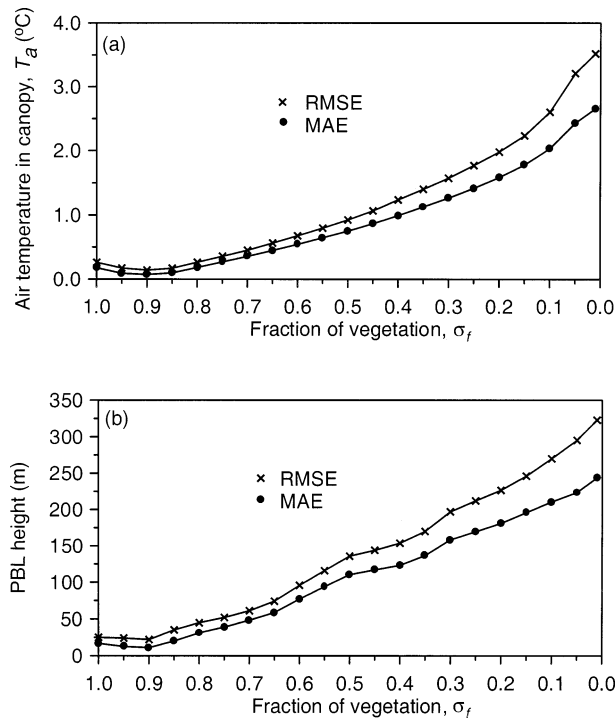 Air temperature in canopy, Ta (ºC)
4.0
3.0
2.0
1.0
0.0
(a)
RMSE
MAE
1.0 0.9 0.8 0.7 0.6 0.5 0.4 0.3 0.2 0.1 0.0
Fraction of vegetation, σf
PBL height (m)
350
300
250
200
150
100
50
0
(b)
RMSE
MAE
1.0 0.9 0.8 0.7 0.6 0.5 0.4 0.3 0.2 0.1 0.0
Fraction of vegetation, σf